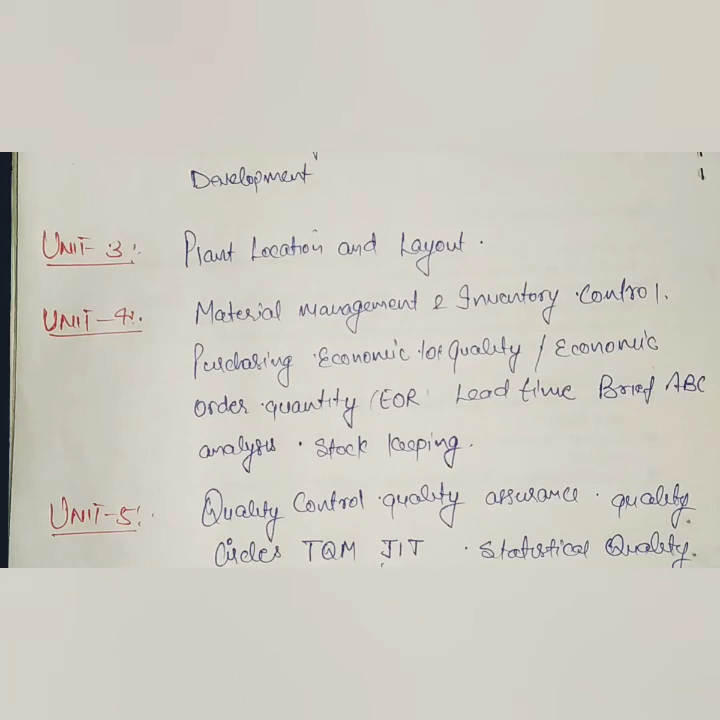 Development
UNIT-3:. Plant Location and Layout.
UNIT-4:. Material management & Inventory Control.
Purchasing Economic lot Quality / Economic
order quantity (EOR Lead time Brief ABC
analysis. Stock keeping.
UNIT-5:. Quality Control quality assurance. quality
Circles TQM JIT. Statistical Quality.